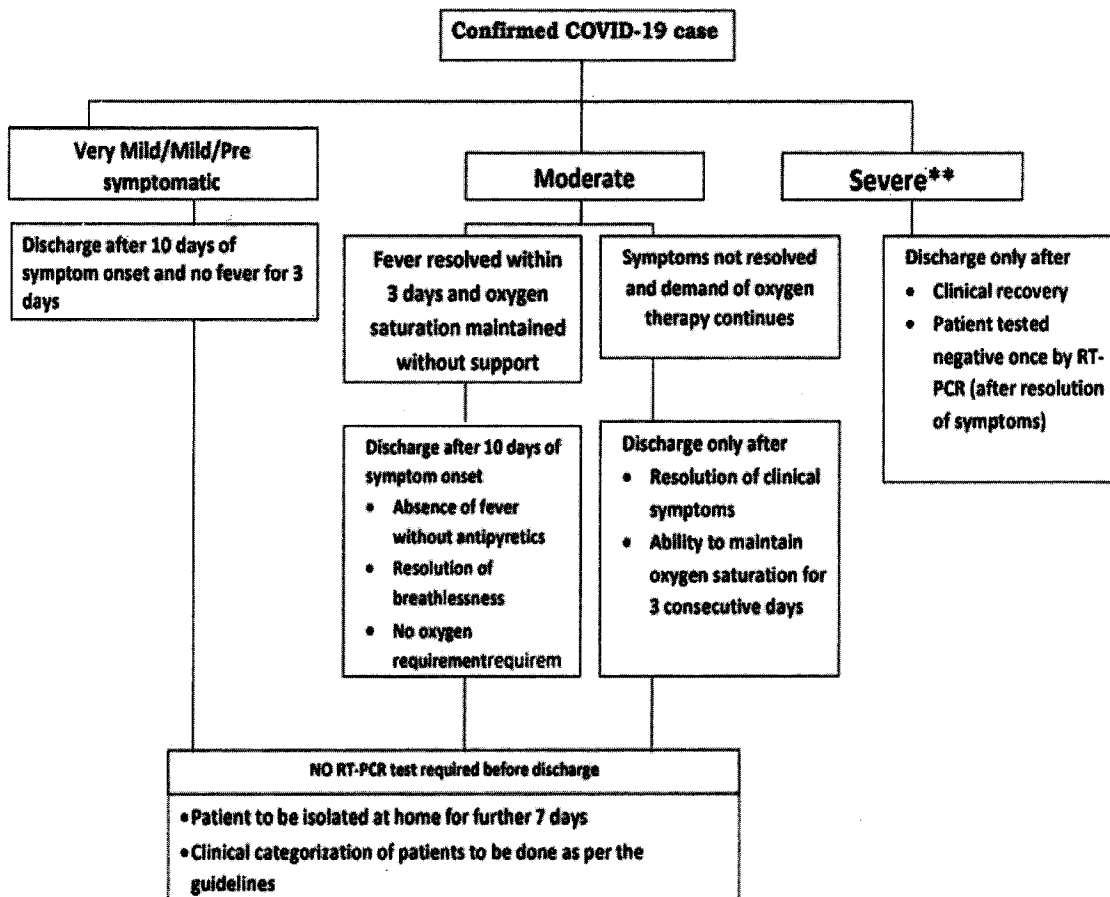 Confirmed COVID-19 case
Very Mild/Mild/Pre
symptomatic
Moderate
Severe**
Discharge after 10 days of
symptom onset and no fever for 3
days
Fever resolved within
3 days and oxygen
saturation maintained
without support
Symptoms not resolved
and demand of oxygen
therapy continues
Discharge only after
• Clinical recovery
• Patient tested
negative once by RT-
PCR (after resolution
of symptoms)
Discharge after 10 days of
symptom onset
• Absence of fever
without antipyretics
• Resolution of
breathlessness
• No oxygen
requirementrequirem
Discharge only after
• Resolution of clinical
symptoms
• Ability to maintain
oxygen saturation for
3 consecutive days
NO RT-PCR test required before discharge
•Patient to be isolated at home for further 7 days
•Clinical categorization of patients to be done as per the
guidelines